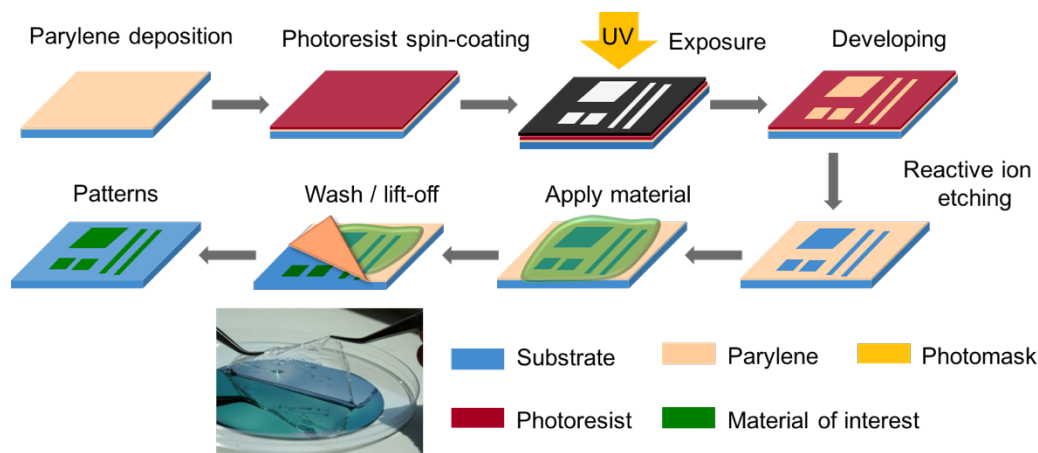 Parylene deposition
Photoresist spin-coating
UV
Exposure
Developing
Reactive ion
etching
Patterns
Wash / lift-off
Apply material
Substrate
Parylene
Photomask
Photoresist
Material of interest